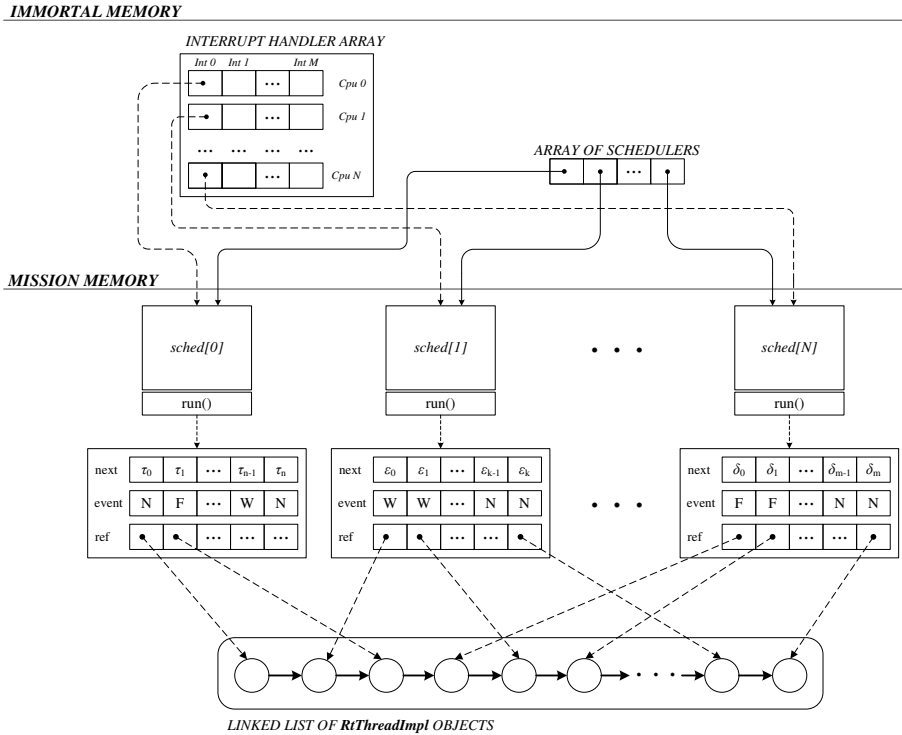 IMMORTAL MEMORY
INTERRUPT HANDLER ARRAY
Int 0 Int 1 Int M
... Cpu 0
... Cpu 1
... ... ... ...
... Cpu N
ARRAY OF SCHEDULERS
...
MISSION MEMORY
sched[0] sched[1] . . . sched[N]
run() run() run()
next τ0 τ1 ... τn-1 τn
event N F ... W N
ref ... ... ...
next ε0 ε1 ... εk-1 εk
event W W ... N N
ref ... ...
. . .
next δ0 δ1 ... δm-1 δm
event F F ... N N
ref ... ...
. . .
LINKED LIST OF RtThreadImpl OBJECTS